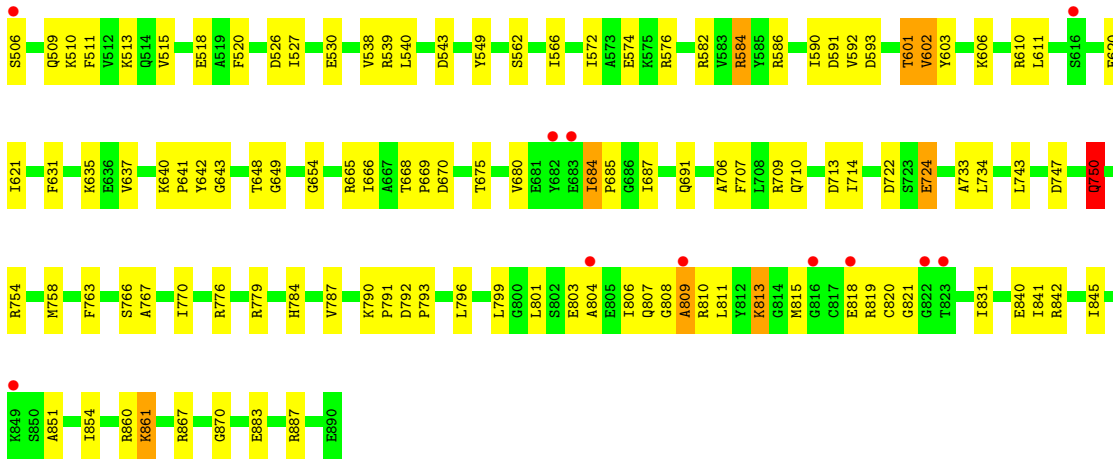 S506 Q509 K510 F511 V512 K513 Q514 V515 E518 A519 F520 D526 I527 E530 V538 R539 L540 D543 Y549 S562 I566 I572 A573 E574 K575 R576 R582 V583 R584 Y585 R586 I590 D591 V592 D593 T601 V602 Y603 K606 R610 L611 S616
I621 F631 K635 E636 V637 K640 P641 Y642 G643 T648 G649 G654 R665 I666 A667 T668 P669 D670 T675 V680 E681 Y682 E683 I684 P685 G686 I687 Q691 A706 F707 L708 R709 Q710 D713 I714 D722 S723 E724 A733 L734 L743 D747 Q750
R754 M758 F763 S766 A767 I770 R776 R779 H784 V787 K790 P791 D792 P793 L796 L799 G800 L801 S802 E803 A804 E805 I806 Q807 G808 A809 R810 L811 Y812 K813 G814 M815 G816 C817 E818 R819 C820 G821 G822 T823 I831 E840 I841 R842 I845
K849 S850 A851 I854 R860 K861 R867 G870 E883 R887 E890